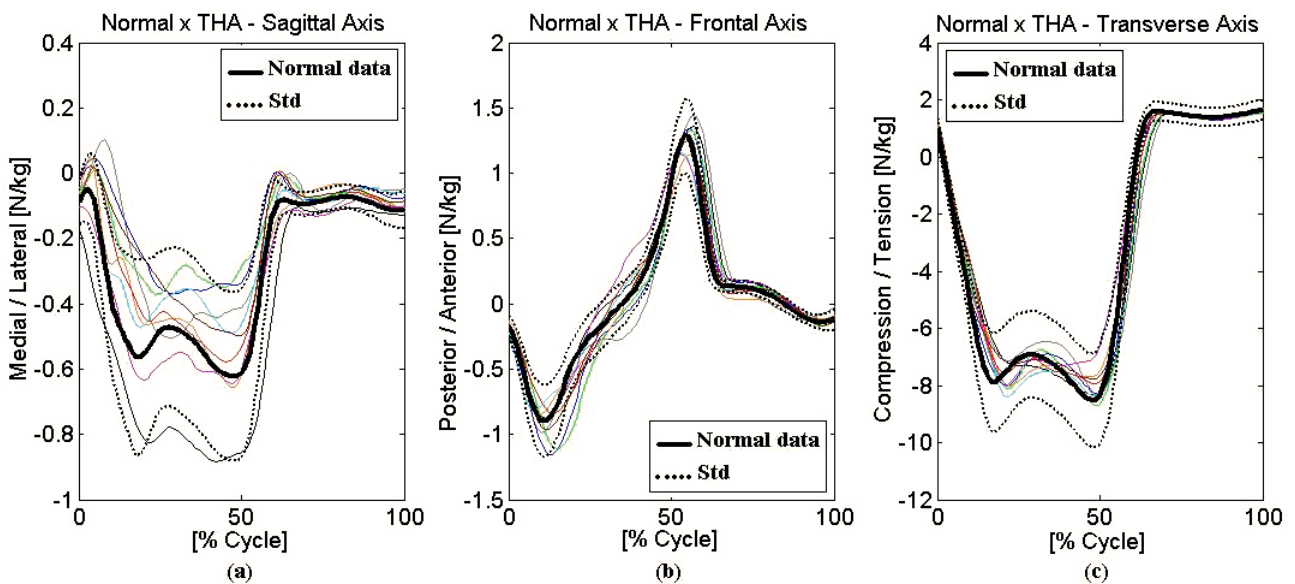 Normal x THA - Sagittal Axis
Medial / Lateral [N/kg]
0.4
0.2
0
-0.2
-0.4
-0.6
-0.8
-1
Normal data
Std
0
50
100
[% Cycle]
(a)
Normal x THA - Frontal Axis
Posterior / Anterior [N/kg]
2
1.5
1
0.5
0
-0.5
-1
-1.5
Normal data
Std
0
50
100
[% Cycle]
(b)
Normal x THA - Transverse Axis
Compression / Tension [N/kg]
4
2
0
-2
-4
-6
-8
-10
-12
Normal data
Std
0
50
100
[% Cycle]
(c)